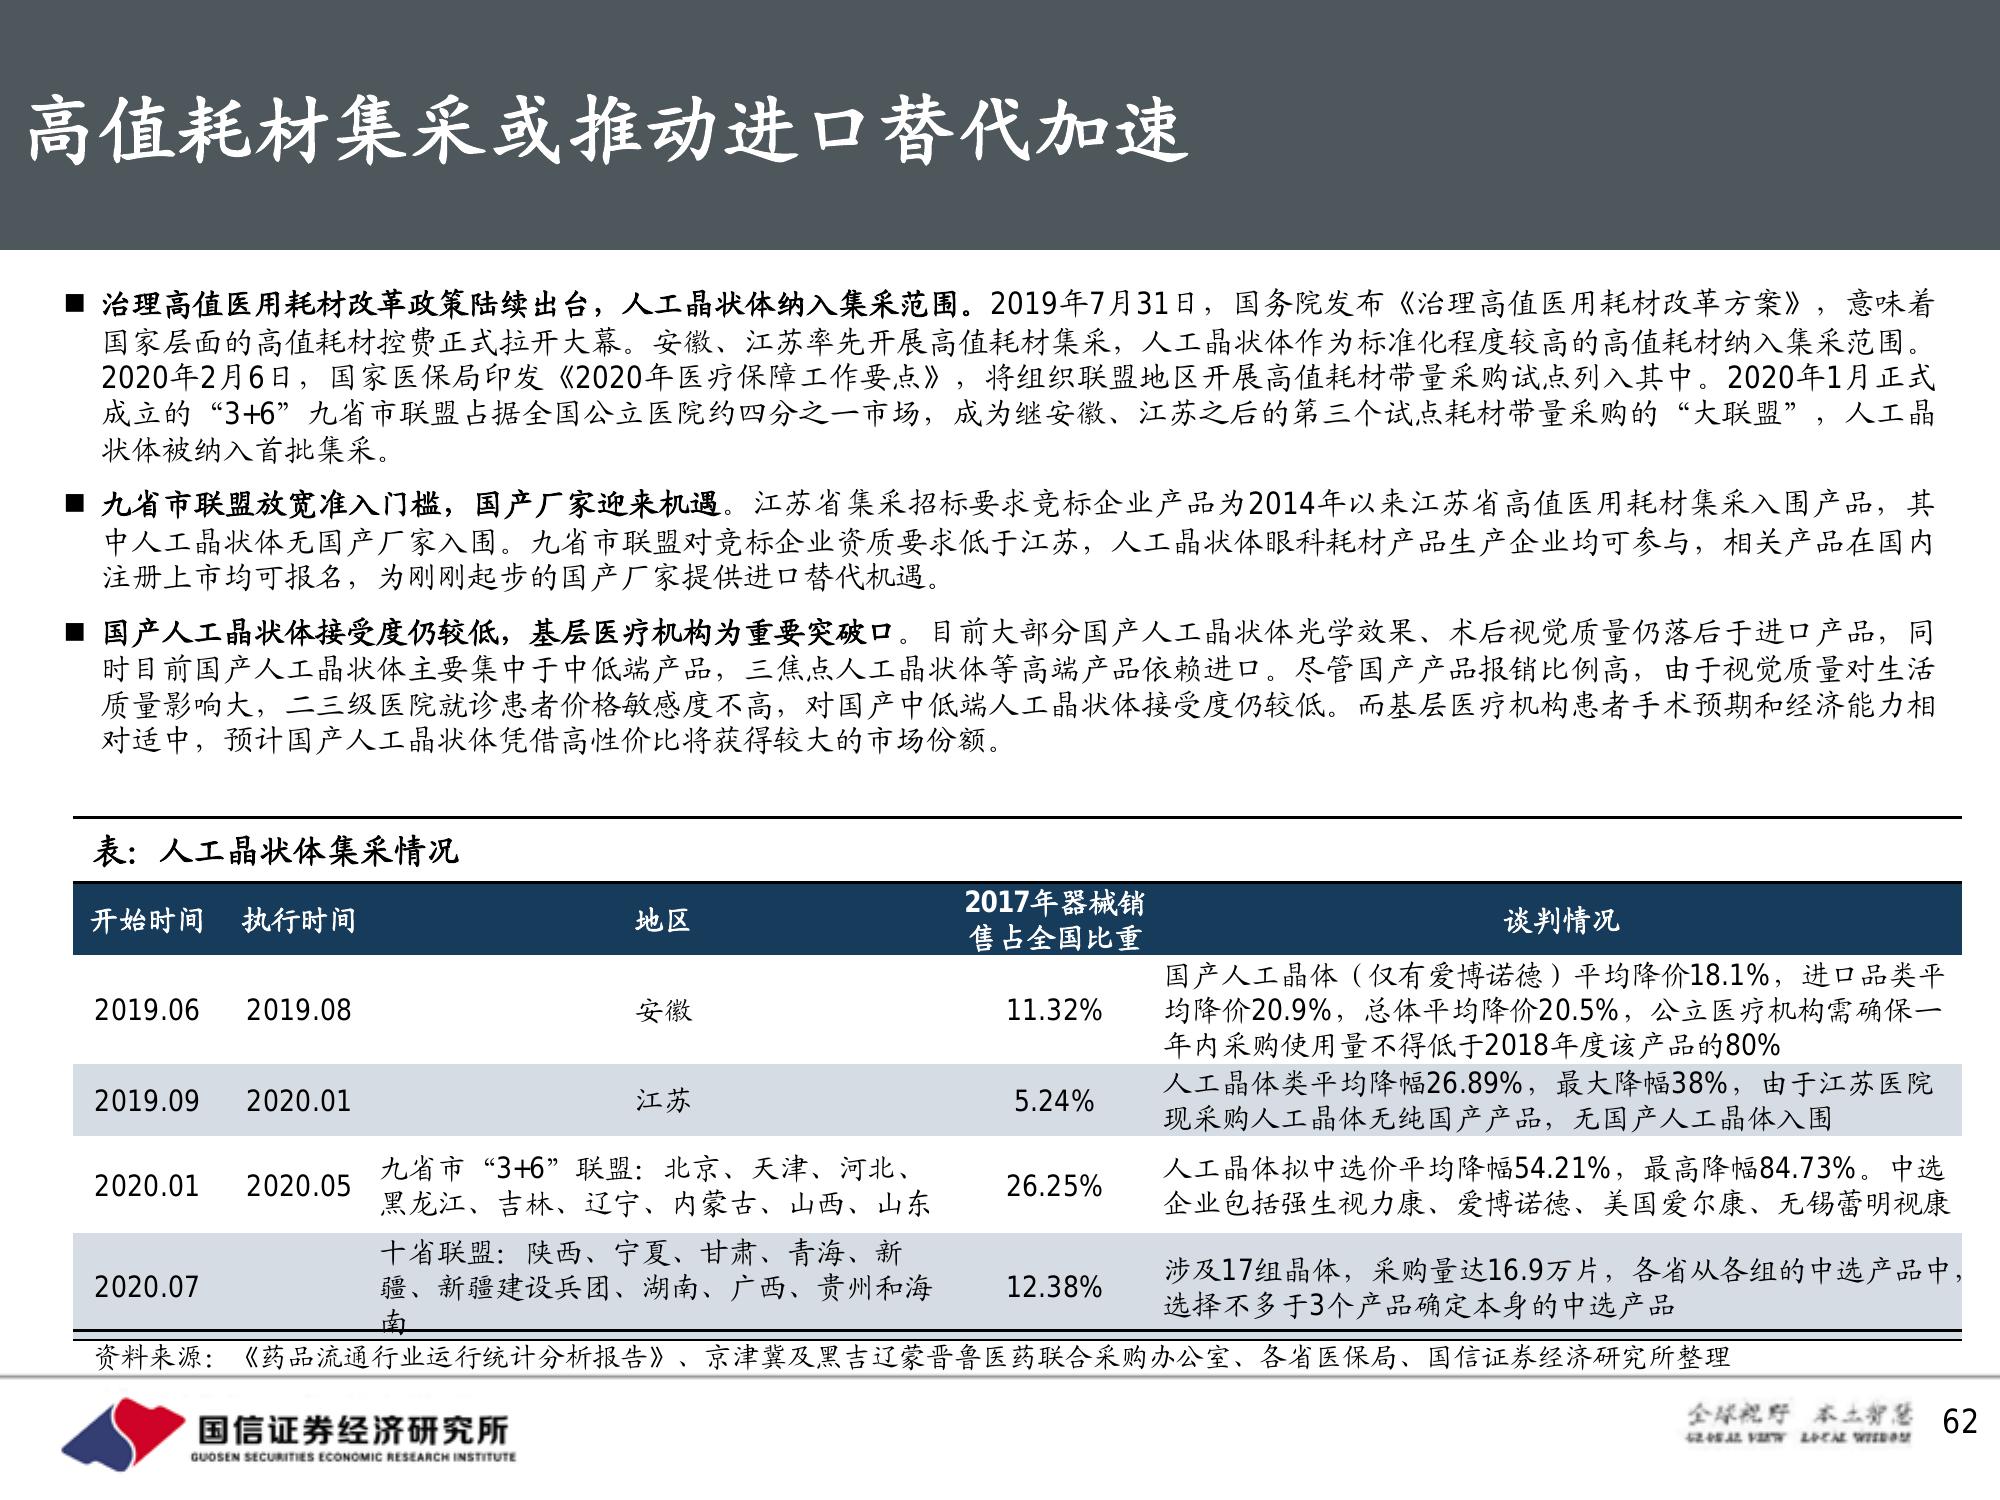 高值耗材集采或推动进口替代加速
■ 治理高值医用耗材改革政策陆续出台，人工晶状体纳入集采范围。2019年7月31日，国务院发布《治理高值医用耗材改革方案》，意味着
国家层面的高值耗材控费正式拉开大幕。安徽、江苏率先开展高值耗材集采，人工晶状体作为标准化程度较高的高值耗材纳入集采范围。
2020年2月6日，国家医保局印发《2020年医疗保障工作要点》，将组织联盟地区开展高值耗材带量采购试点列入其中。2020年1月正式
成立的“3+6”九省市联盟占据全国公立医院约四分之一市场，成为继安徽、江苏之后的第三个试点耗材带量采购的“大联盟”，人工晶
状体被纳入首批集采。
■ 九省市联盟放宽准入门槛，国产厂家迎来机遇。江苏省集采招标要求竞标企业产品为2014年以来江苏省高值医用耗材集采入围产品，其
中人工晶状体无国产厂家入围。九省市联盟对竞标企业资质要求低于江苏，人工晶状体眼科耗材产品生产企业均可参与，相关产品在国内
注册上市均可报名，为刚刚起步的国产厂家提供进口替代机遇。
■ 国产人工晶状体接受度仍较低，基层医疗机构为重要突破口。目前大部分国产人工晶状体光学效果、术后视觉质量仍落后于进口产品，同
时目前国产人工晶状体主要集中于中低端产品，三焦点人工晶状体等高端产品依赖进口。尽管国产产品报销比例高，由于视觉质量对生活
质量影响大，二三级医院就诊患者价格敏感度不高，对国产中低端人工晶状体接受度仍较低。而基层医疗机构患者手术预期和经济能力相
对适中，预计国产人工晶状体凭借高性价比将获得较大的市场份额。
表：人工晶状体集采情况
开始时间 执行时间 地区 2017年器械销 谈判情况
售占全国比重
2019.06 2019.08 安徽 11.32% 国产人工晶体（仅有爱博诺德）平均降价18.1%，进口品类平
均降价20.9%，总体平均降价20.5%，公立医疗机构需确保一
年内采购使用量不得低于2018年度该产品的80%
2019.09 2020.01 江苏 5.24% 人工晶体类平均降幅26.89%，最大降幅38%，由于江苏医院
现采购人工晶体无纯国产产品，无国产人工晶体入围
2020.01 2020.05 九省市“3+6”联盟：北京、天津、河北、 26.25% 人工晶体拟中选价平均降幅54.21%，最高降幅84.73%。中选
黑龙江、吉林、辽宁、内蒙古、山西、山东 企业包括强生视力康、爱博诺德、美国爱尔康、无锡蕾明视康
2020.07 十省联盟：陕西、宁夏、甘肃、青海、新 12.38% 涉及17组晶体，采购量达16.9万片，各省从各组的中选产品中，
疆、新疆建设兵团、湖南、广西、贵州和海 选择不多于3个产品确定本身的中选产品
南
资料来源：《药品流通行业运行统计分析报告》、京津冀及黑吉辽蒙晋鲁医药联合采购办公室、各省医保局、国信证券经济研究所整理
国信证券经济研究所
GUOSEN SECURITIES ECONOMIC RESEARCH INSTITUTE
全球视野 本土智慧
GLOBAL VIEW LOCAL WISDOM
62